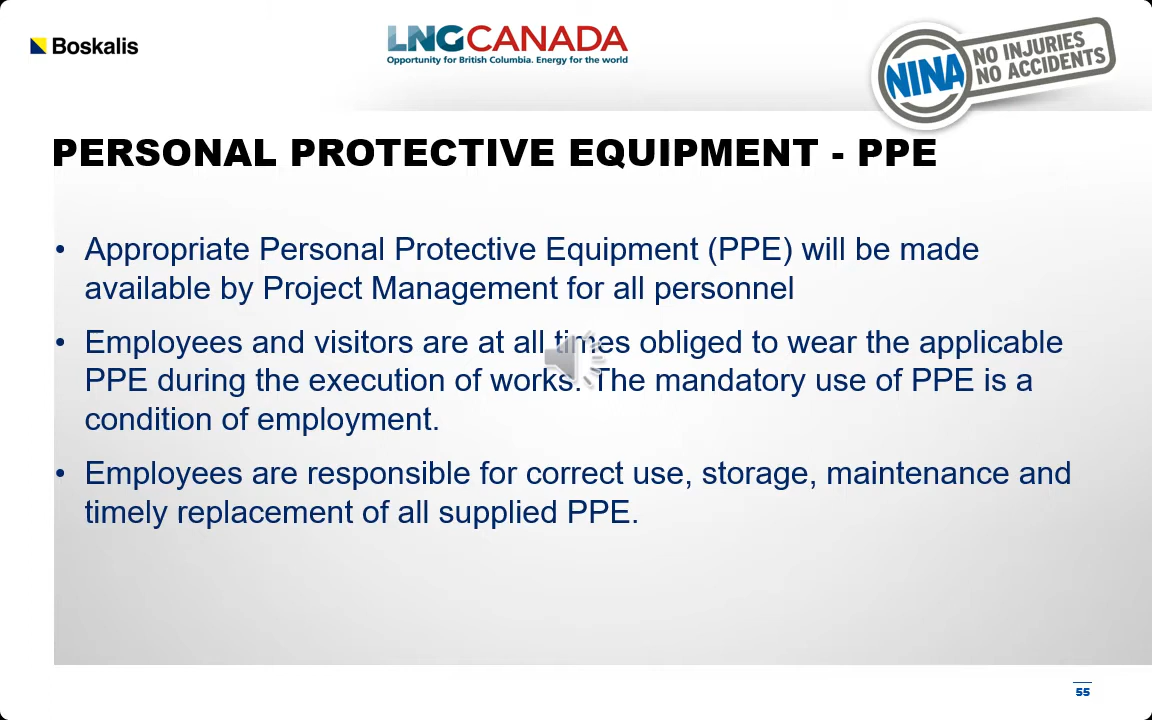 Boskalis
LNGCANADA
Opportunity for British Columbia. Energy for the world
NINA
NO INJURIES
NO ACCIDENTS
PERSONAL PROTECTIVE EQUIPMENT - PPE
• Appropriate Personal Protective Equipment (PPE) will be made
available by Project Management for all personnel
• Employees and visitors are at all times obliged to wear the applicable
PPE during the execution of works. The mandatory use of PPE is a
condition of employment.
• Employees are responsible for correct use, storage, maintenance and
timely replacement of all supplied PPE.
55